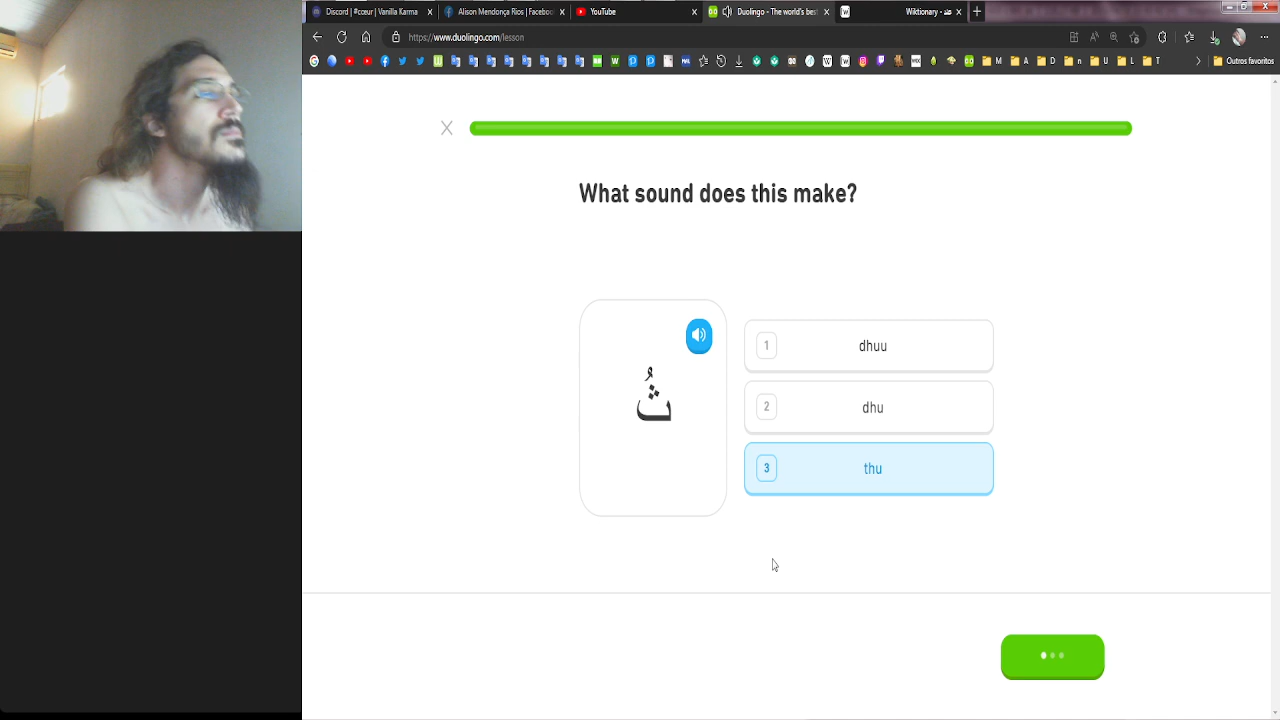 Discord | #cœur | Vanilla Karma
Alison Mendonça Rios | Facebook
YouTube
Duolingo - The world's best
Wiktionary
https://www.duolingo.com/lesson
M
A
D
n
U
L
T
Outros favoritos
X
What sound does this make?
ثُ
1 dhuu
2 dhu
3 thu